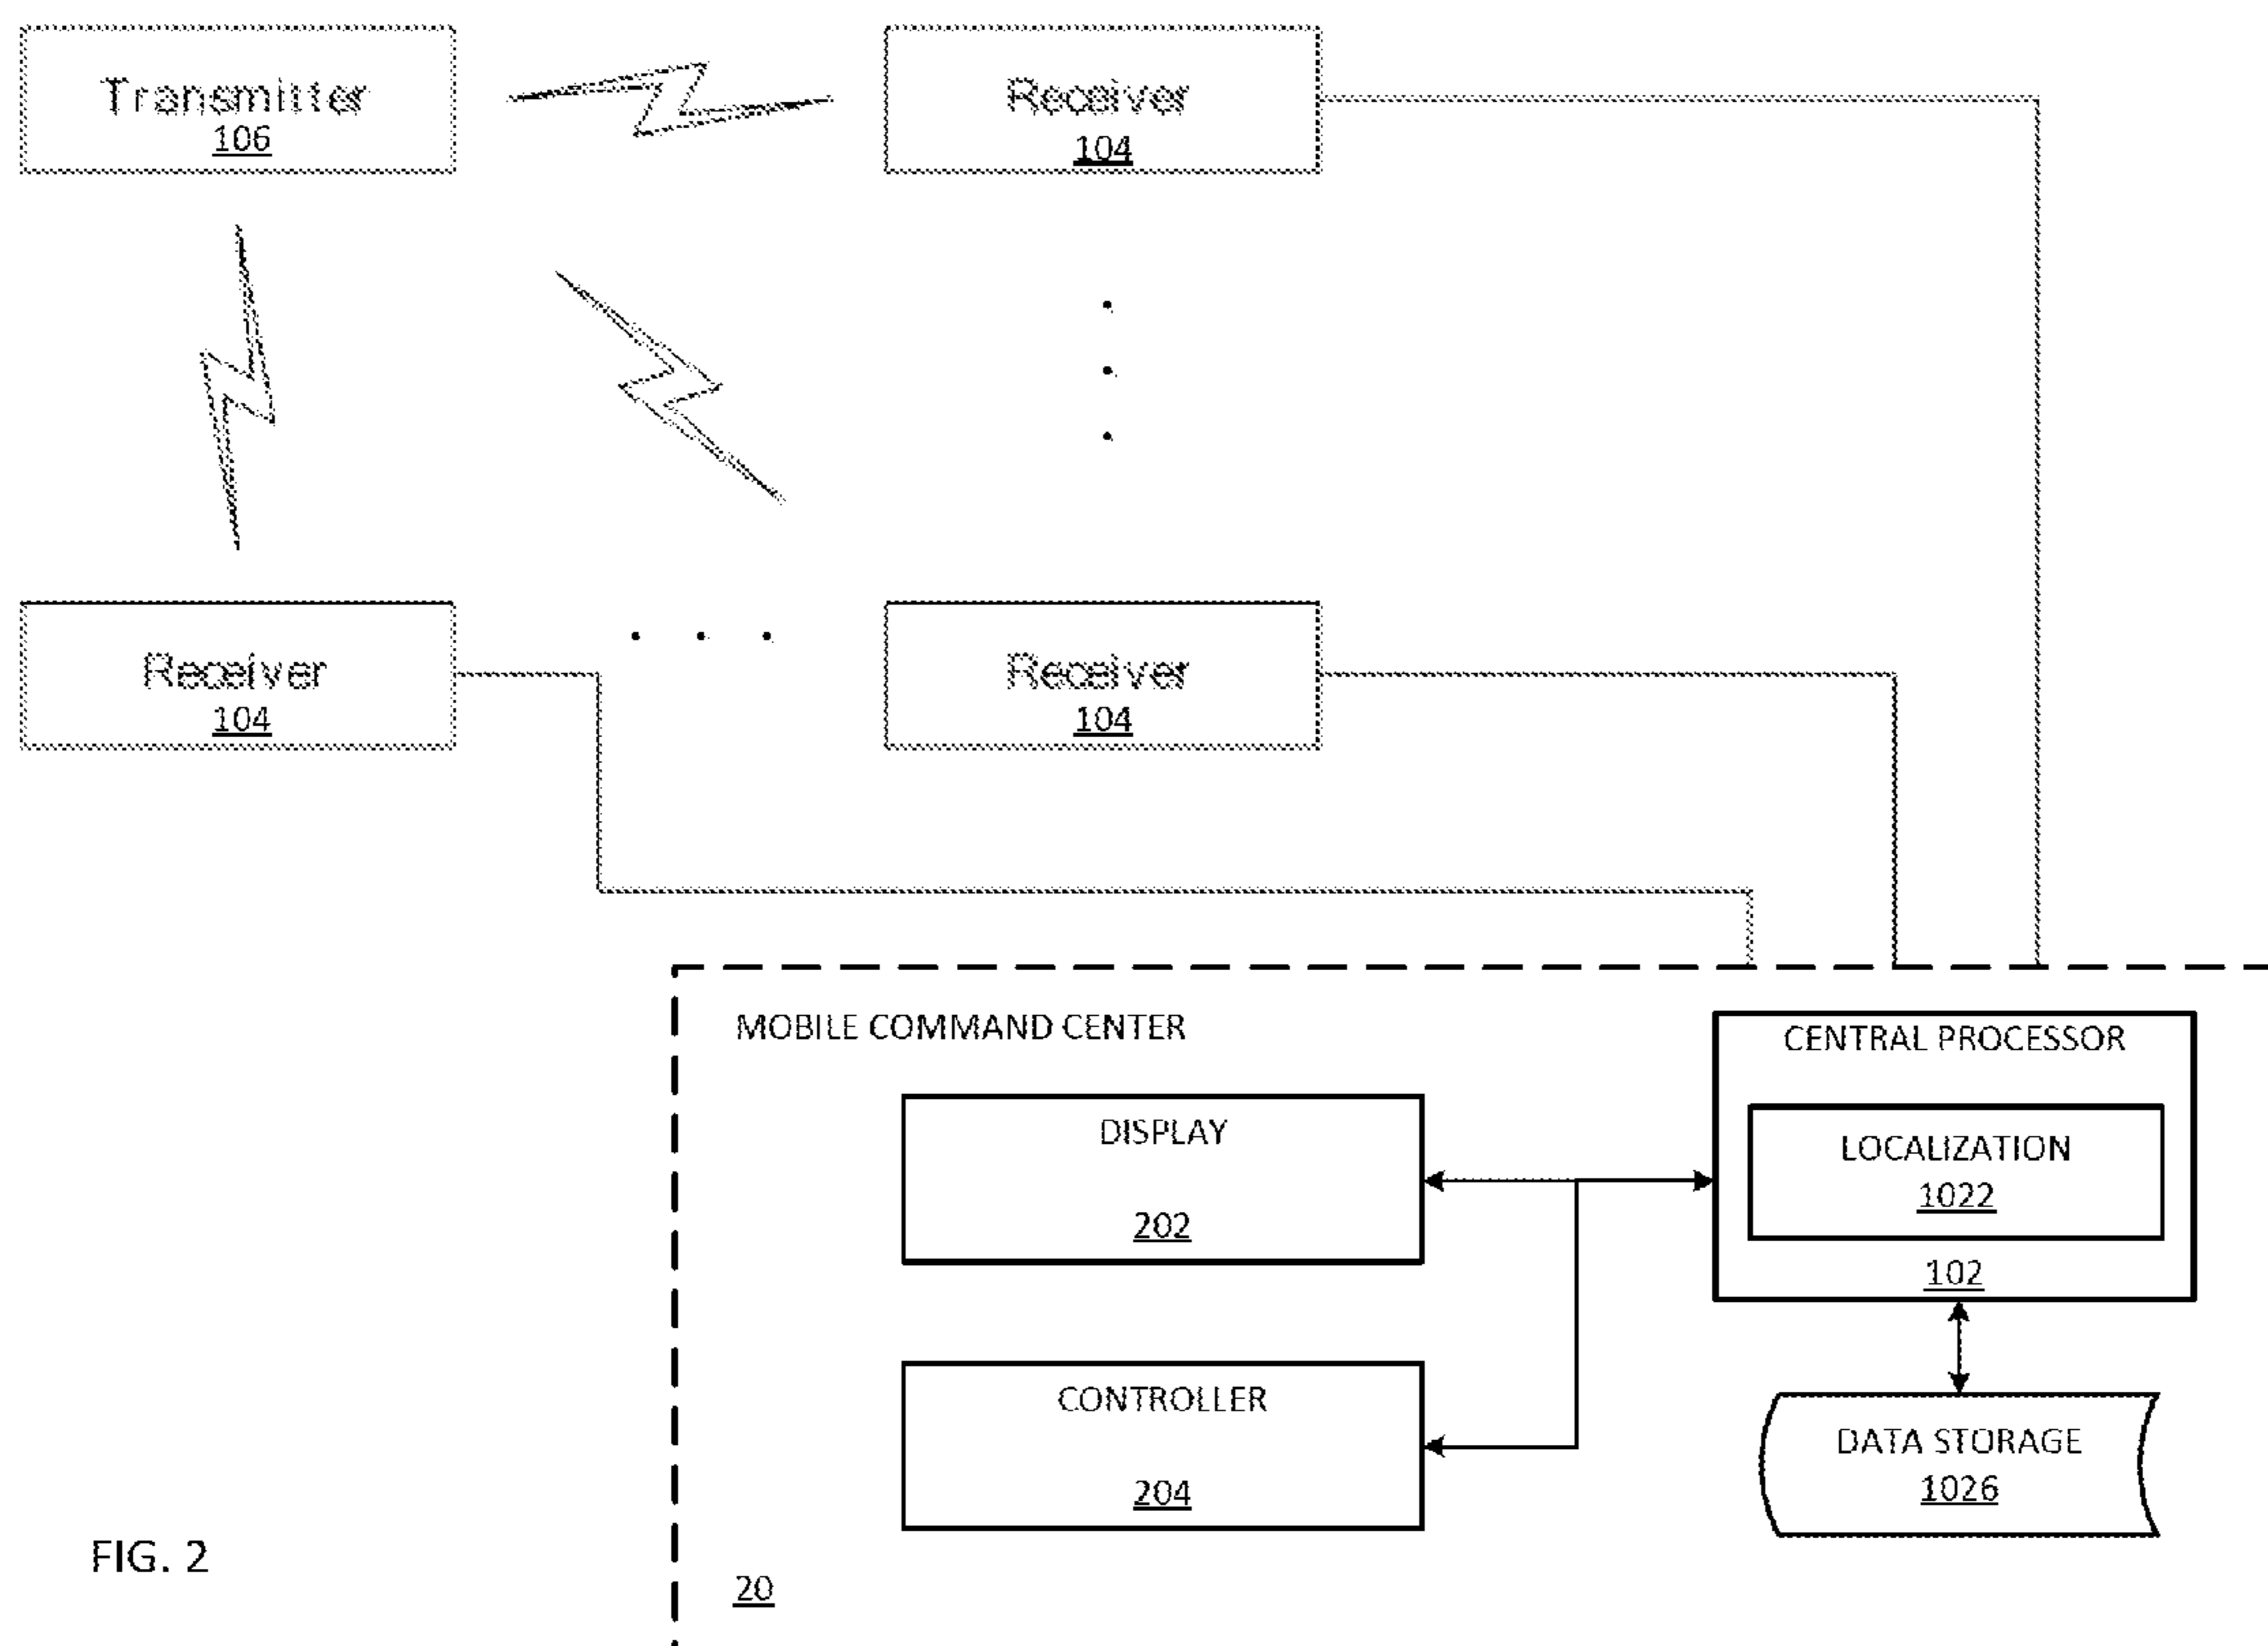 Transmitter
106
Receiver
104
Receiver
104
Receiver
104
MOBILE COMMAND CENTER
CENTRAL PROCESSOR
LOCALIZATION
1022
102
DISPLAY
202
CONTROLLER
204
DATA STORAGE
1026
20
FIG. 2